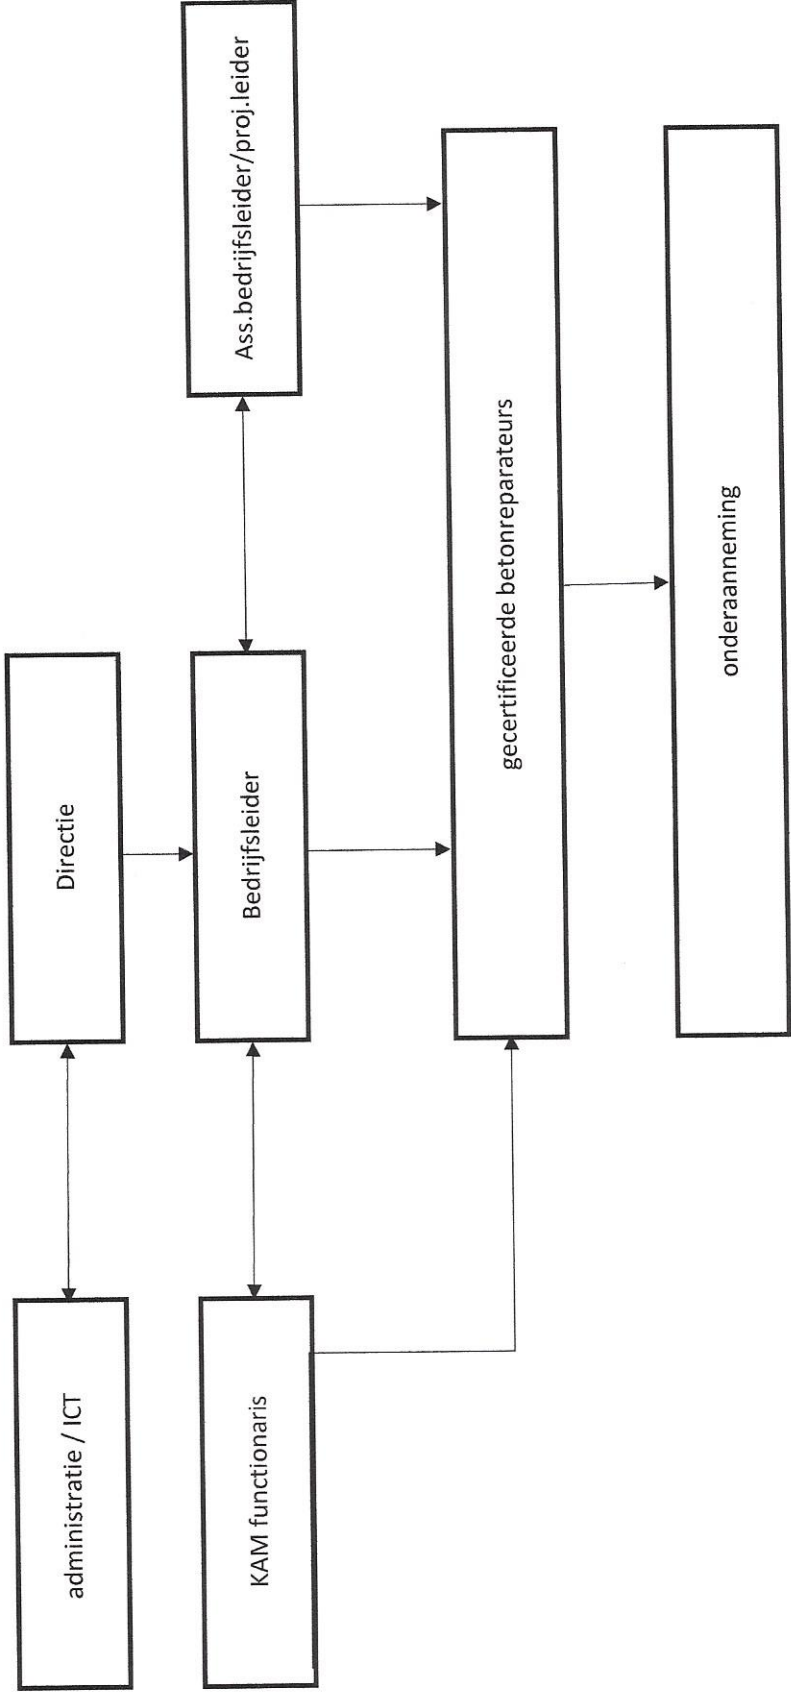 Directie
administratie / ICT
Bedrijfsleider
KAM functionaris
Ass.bedrijfsleider/proj.leider
gecertificeerde betonreparateurs
onderaanneming